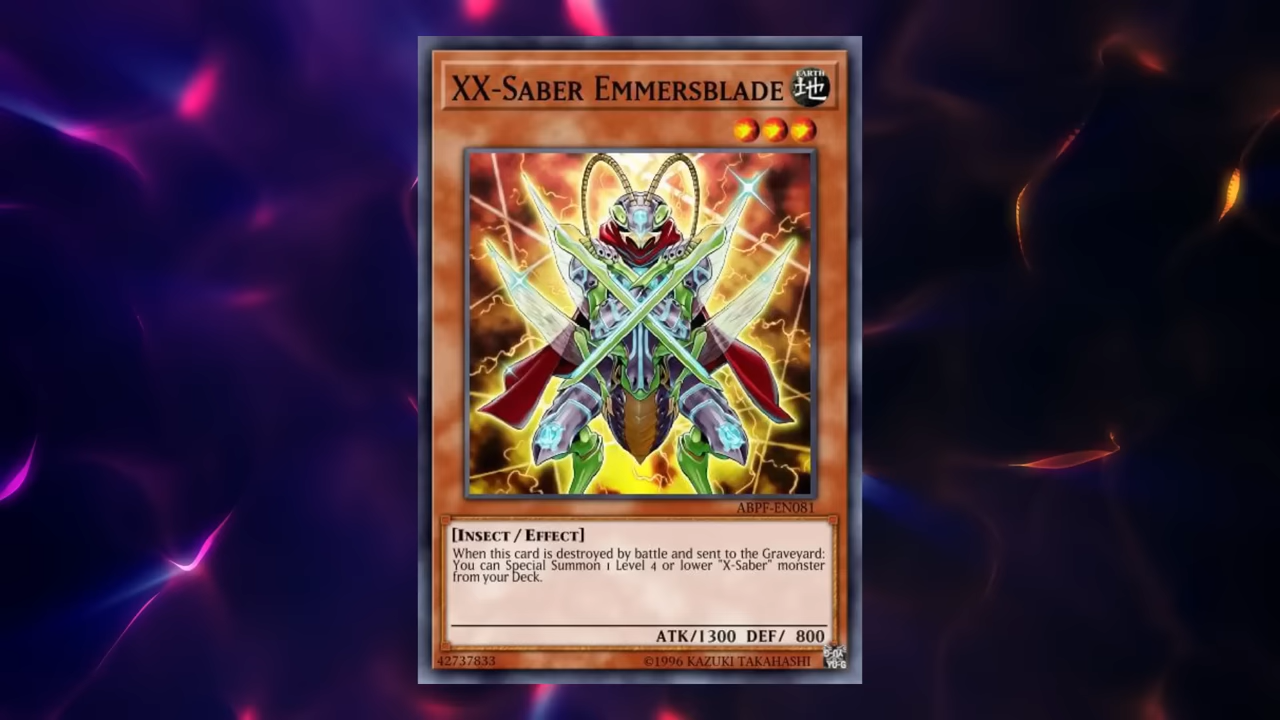 XX-Saber Emmersblade
EARTH
地
ABPF-EN081
[Insect / Effect]
When this card is destroyed by battle and sent to the Graveyard:
You can Special Summon 1 Level 4 or lower "X-Saber" monster
from your Deck.
ATK/1300 DEF/ 800
42737833
©1996 KAZUKI TAKAHASHI